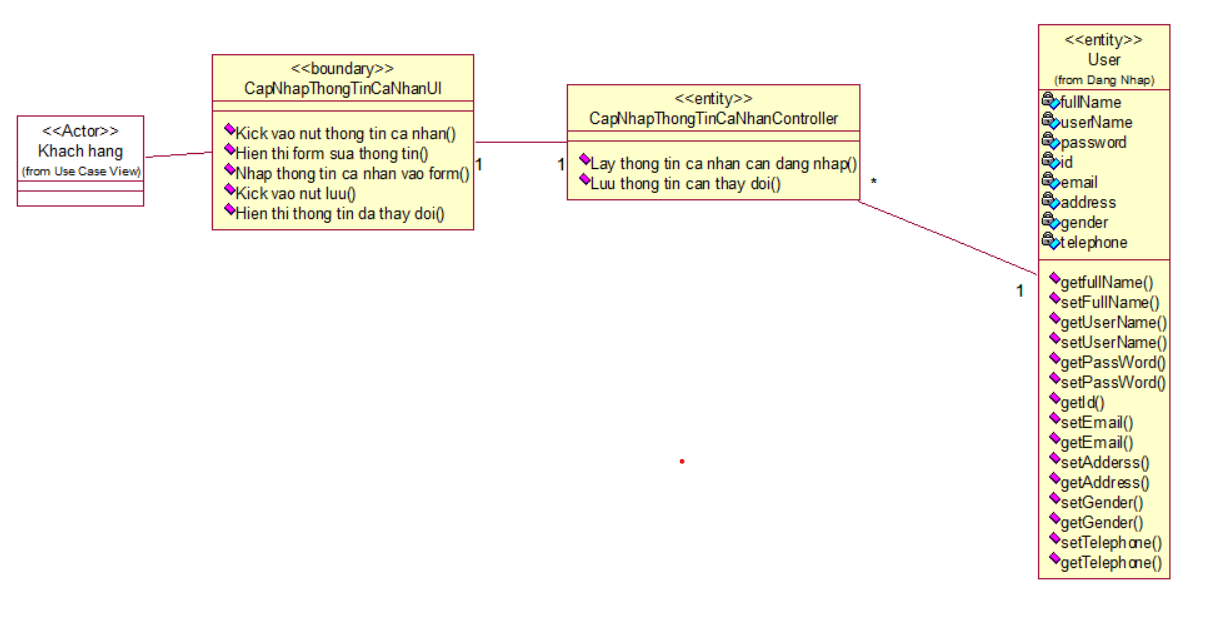 <<Actor>>
Khach hang
(from Use Case View)
<<boundary>>
CapNhapThongTinCaNhanUI
Kick vao nut thong tin ca nhan()
Hien thi form sua thong tin()
Nhap thong tin ca nhan vao form()
Kick vao nut luu()
Hien thi thong tin da thay doi()
1
1
<<entity>>
CapNhapThongTinCaNhanController
Lay thong tin ca nhan can dang nhap()
Luu thong tin can thay doi()
*
1
<<entity>>
User
(from Dang Nhap)
fullName
userName
password
id
email
address
gender
telephone
getfullName()
setFullName()
getUserName()
setUserName()
getPassWord()
setPassWord()
getId()
setEmail()
getEmail()
setAdderss()
getAddress()
setGender()
getGender()
setTelephone()
getTelephone()